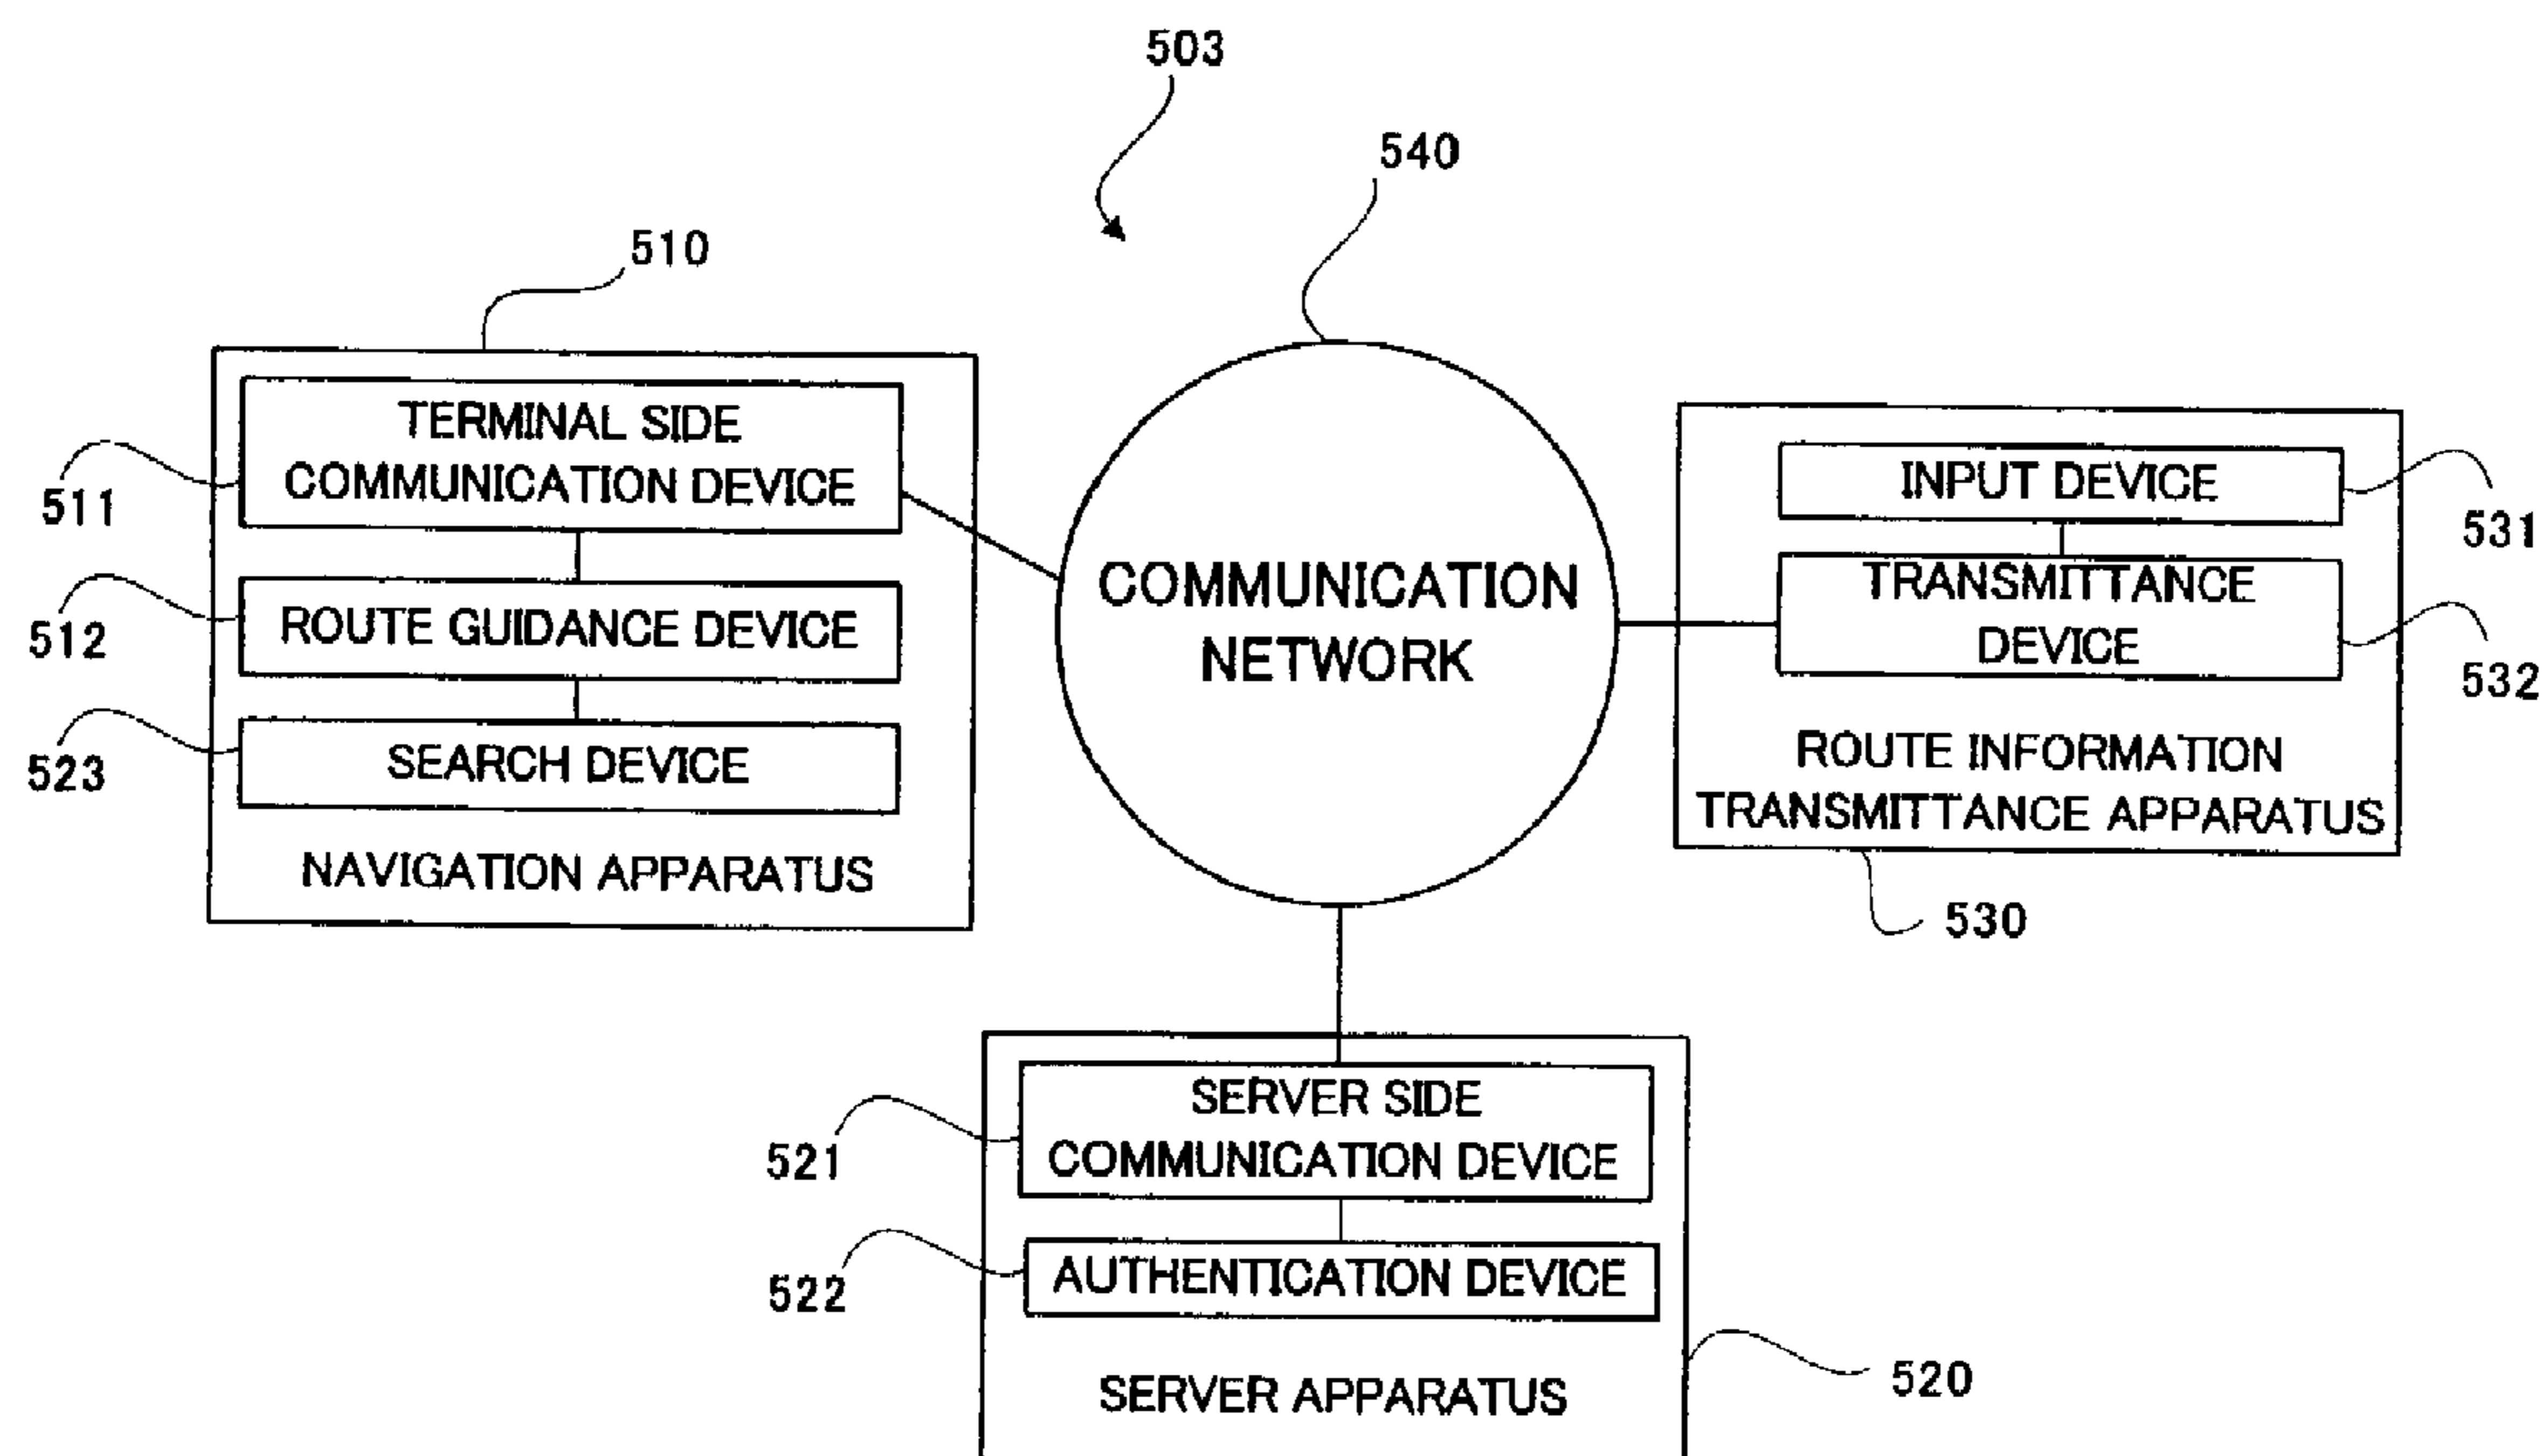 503
540
510
TERMINAL SIDE
COMMUNICATION DEVICE
511
ROUTE GUIDANCE DEVICE
512
SEARCH DEVICE
523
NAVIGATION APPARATUS
COMMUNICATION
NETWORK
INPUT DEVICE
531
TRANSMITTANCE
DEVICE
532
ROUTE INFORMATION
TRANSMITTANCE APPARATUS
530
SERVER SIDE
COMMUNICATION DEVICE
521
AUTHENTICATION DEVICE
522
SERVER APPARATUS
520